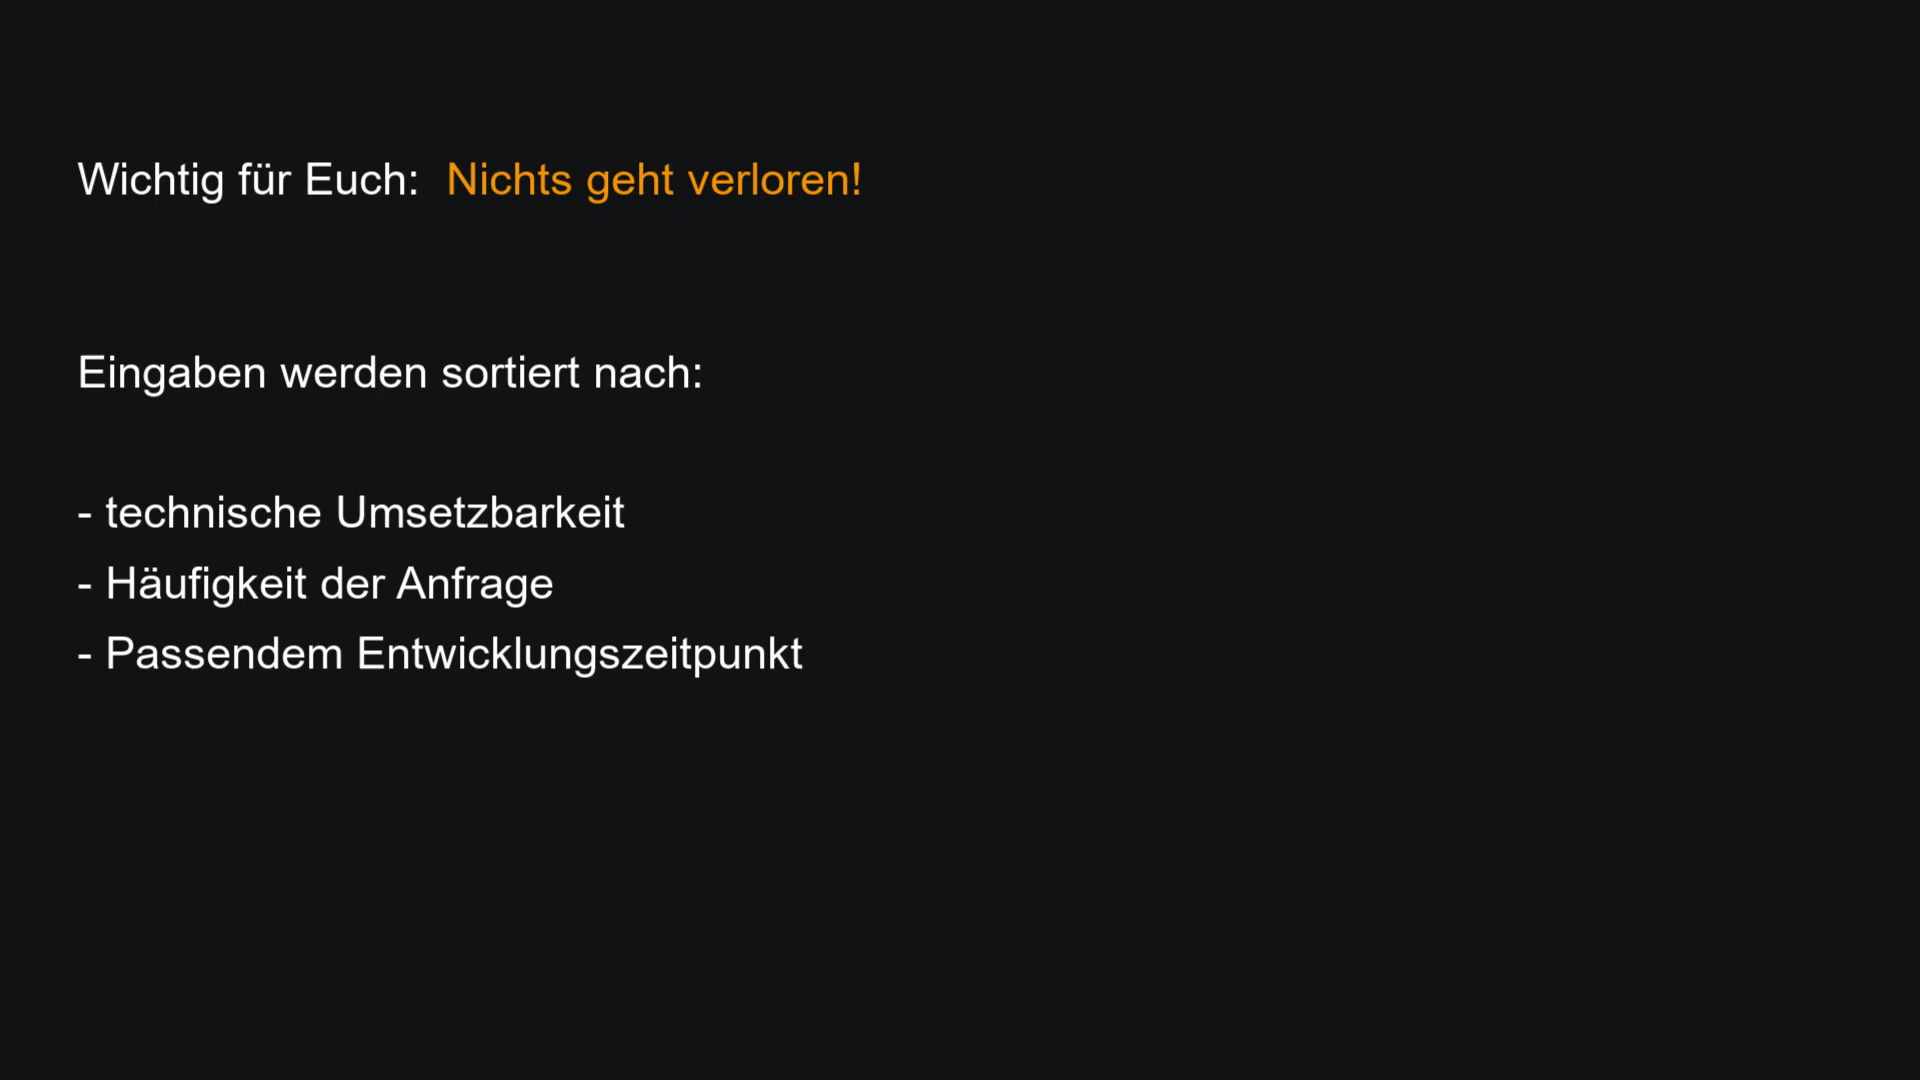 Wichtig für Euch: Nichts geht verloren!
Eingaben werden sortiert nach:
- technische Umsetzbarkeit
- Häufigkeit der Anfrage
- Passendem Entwicklungszeitpunkt